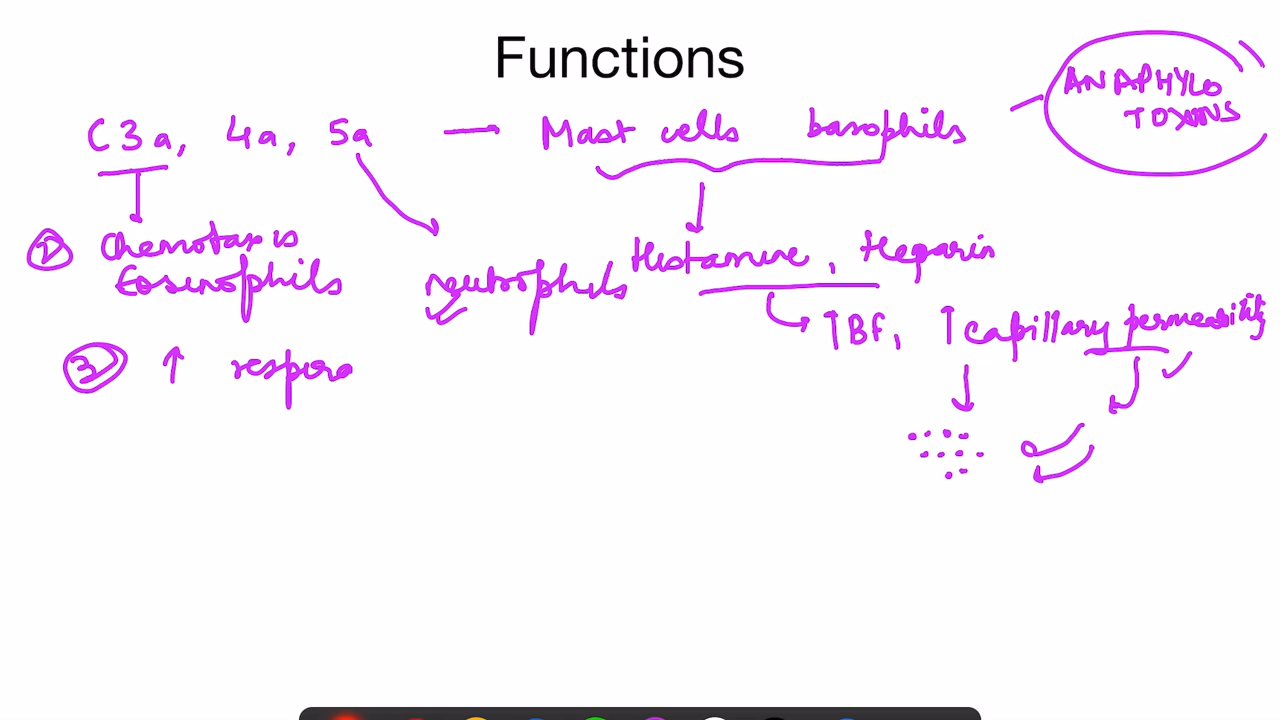 Functions
ANAPHYLO
TOXINS
C3a, 4a, 5a → Mast cells basophils
② Chemotaxis
Eosinophils
neutrophils
Histamine, Heparin
↑BF, ↑capillary permeability
③ ↑ respira